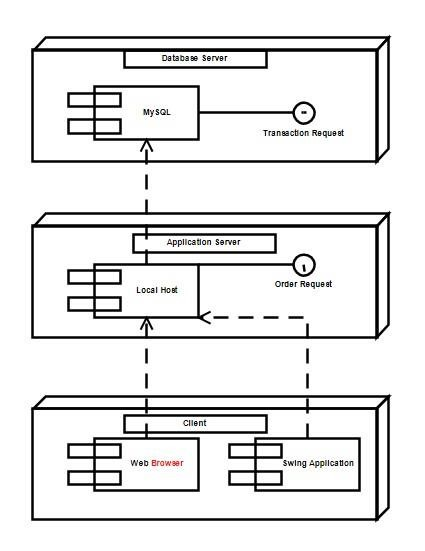 Database Server
MySQL
Transaction Request
Application Server
Local Host
Order Request
Client
Web Browser
Swing Application